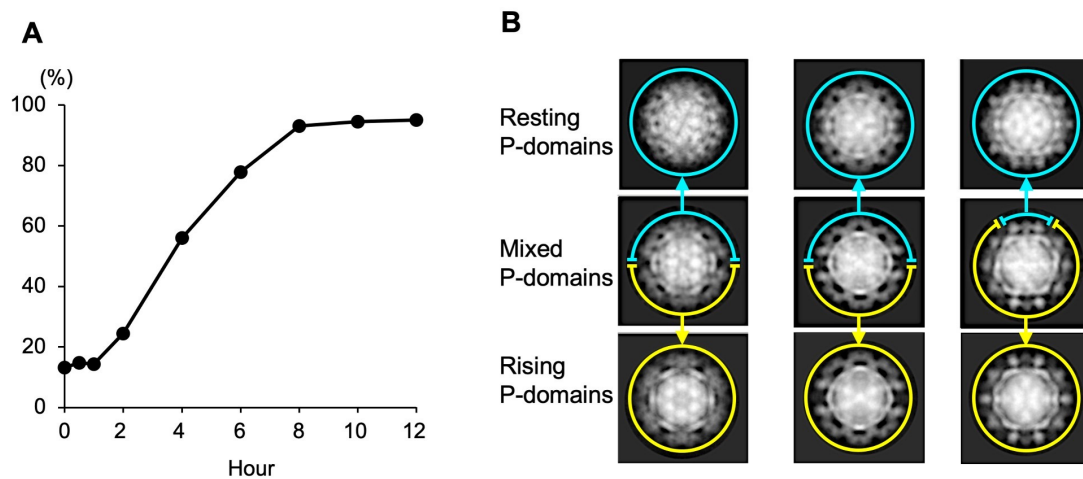 A
(%)
100
80
60
40
20
0
0 2 4 6 8 10 12
Hour
B
Resting
P-domains
Mixed
P-domains
Rising
P-domains